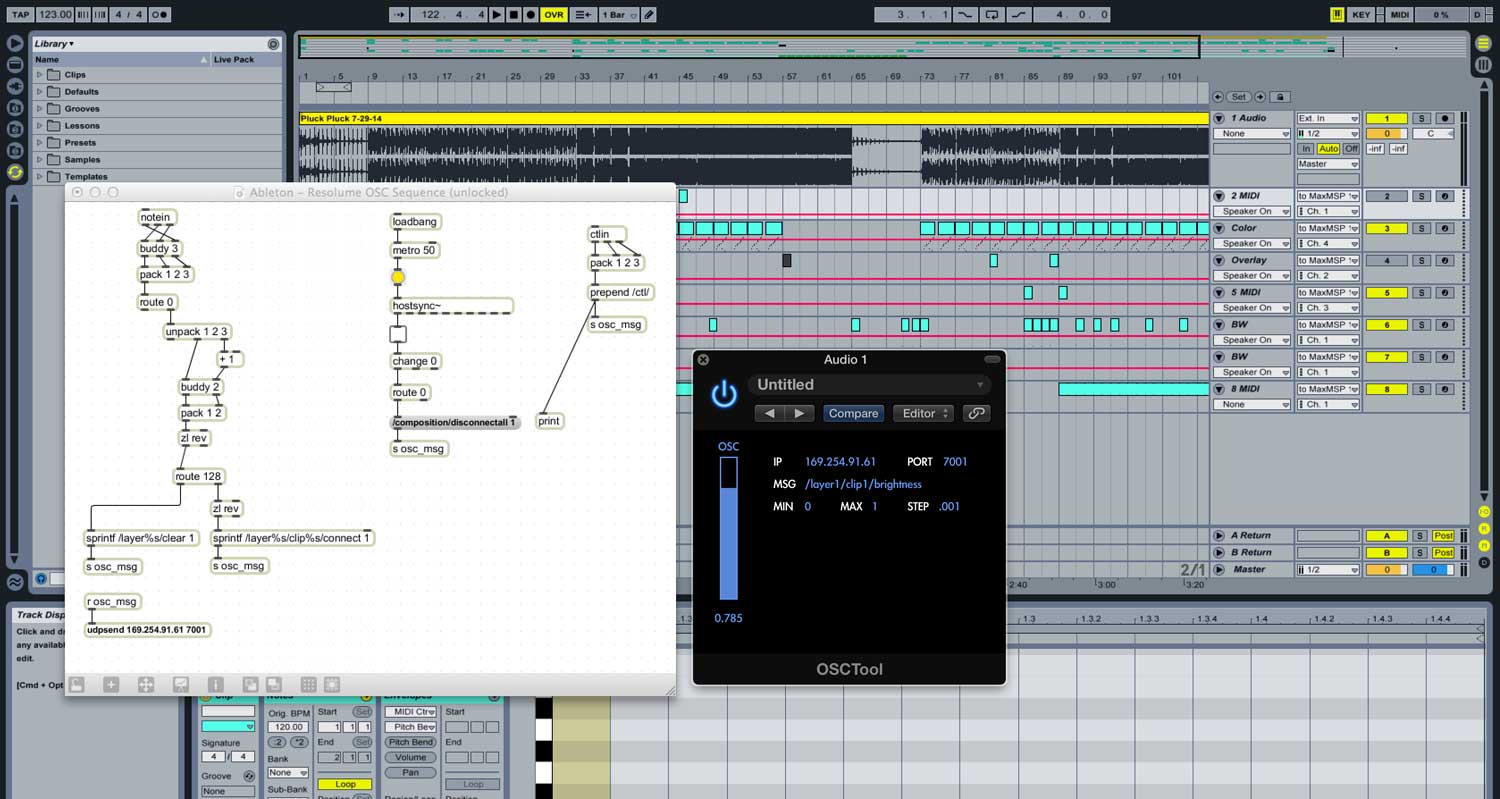 TAP 123.00 4 / 4
122 . 4 . 4 OVR 1 Bar
3 . 1 . 1 4 . 0 . 0
KEY MIDI 0 % D
Library
Name Live Pack
Clips
Defaults
Grooves
Lessons
Presets
Samples
Templates
1 5 9 13 17 21 25 29 33 37 41 45 49 53 57 61 65 69 73 77 81 85 89 93 97 101
Set
Pluck Pluck 7-29-14
1 Audio Ext. In 1 S
None 1/2 0 C
In Auto Off -inf -inf
Master
2 MIDI to MaxMSP 2 S
Speaker On Ch. 1
Color to MaxMSP 3 S
Speaker On Ch. 4
Overlay to MaxMSP 4 S
Speaker On Ch. 2
5 MIDI to MaxMSP 5 S
Speaker On Ch. 3
BW to MaxMSP 6 S
Speaker On Ch. 1
BW to MaxMSP 7 S
Speaker On Ch. 1
8 MIDI to MaxMSP 8 S
None Ch. 1
A Return A S Post
B Return B S Post
2/1 Master 1/2 0 0
2:40 3:00 3:20
Ableton – Resolume OSC Sequence (unlocked)
notein
buddy 3
pack 1 2 3
route 0
unpack 1 2 3
+ 1
buddy 2
pack 1 2
zl rev
route 128
zl rev
sprintf /layer%s/clear 1
sprintf /layer%s/clip%s/connect 1
s osc_msg
s osc_msg
r osc_msg
udpsend 169.254.91.61 7001
loadbang
metro 50
hostsync~
change 0
route 0
/composition/disconnectall 1
s osc_msg
ctlin
pack 1 2 3
prepend /ctl/
s osc_msg
print
Audio 1
Untitled
Compare Editor
OSC
IP 169.254.91.61 PORT 7001
MSG /layer1/clip1/brightness
MIN 0 MAX 1 STEP .001
0.785
OSCTool
Track Disp
Click and d
any availab
edit.
[Cmd + Opt
1.3 1.3.2 1.3.3 1.3.4 1.4 1.4.2 1.4.3 1.4.4
Clip
Signature
4 / 4
Groove
None
Notes
Orig. BPM
120.00
:2 *2
Bank
None
Sub-Bank
Start Set
1 1 1
End Set
2 1 1
Loop
Position Set
Envelopes
MIDI Ctr
Pitch Be
Pitch Bend
Volume
Pan
Start
End
Loop